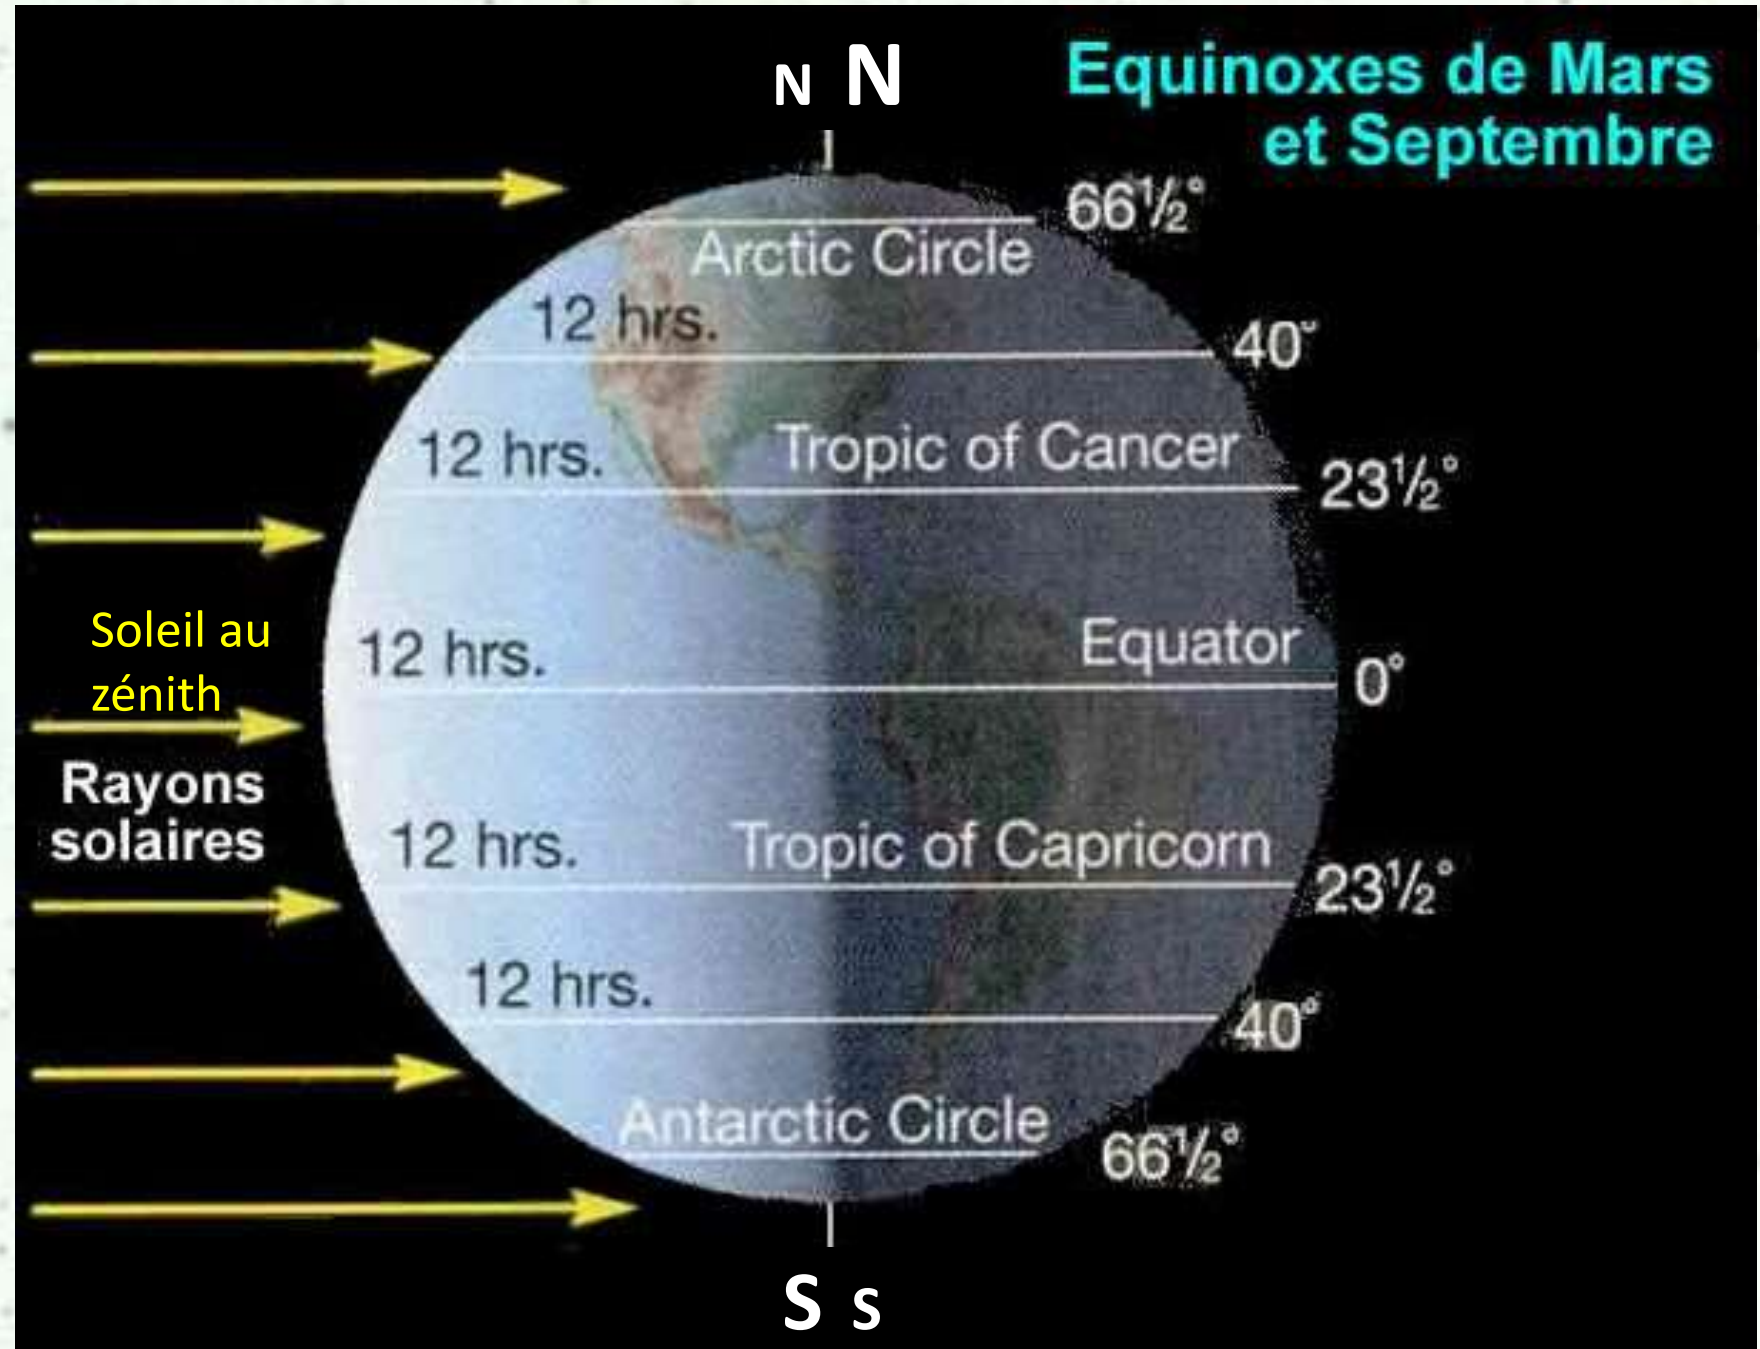 N N
Equinoxes de Mars
et Septembre
66½°
Arctic Circle
12 hrs.
40°
12 hrs.
Tropic of Cancer
23½°
Soleil au
zénith
12 hrs.
Equator
0°
Rayons
solaires
12 hrs.
Tropic of Capricorn
23½°
12 hrs.
40°
Antarctic Circle
66½°
S S